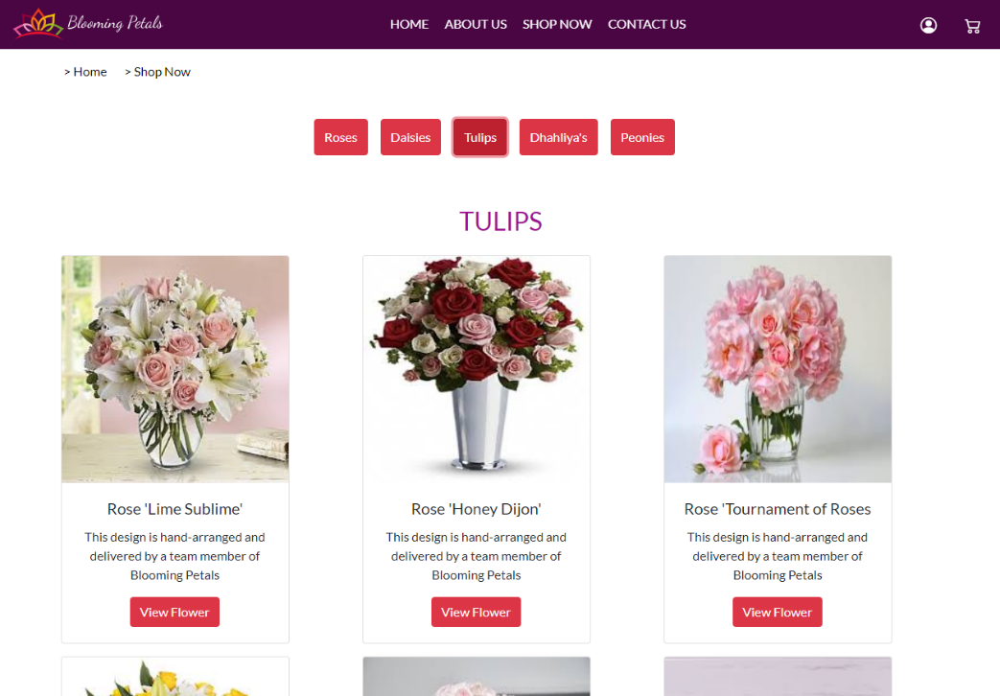 Blooming Petals
HOME ABOUT US SHOP NOW CONTACT US
> Home > Shop Now
Roses Daisies Tulips Dhahliya's Peonies
TULIPS
Rose 'Lime Sublime'
This design is hand-arranged and
delivered by a team member of
Blooming Petals
View Flower
Rose 'Honey Dijon'
This design is hand-arranged and
delivered by a team member of
Blooming Petals
View Flower
Rose 'Tournament of Roses
This design is hand-arranged and
delivered by a team member of
Blooming Petals
View Flower